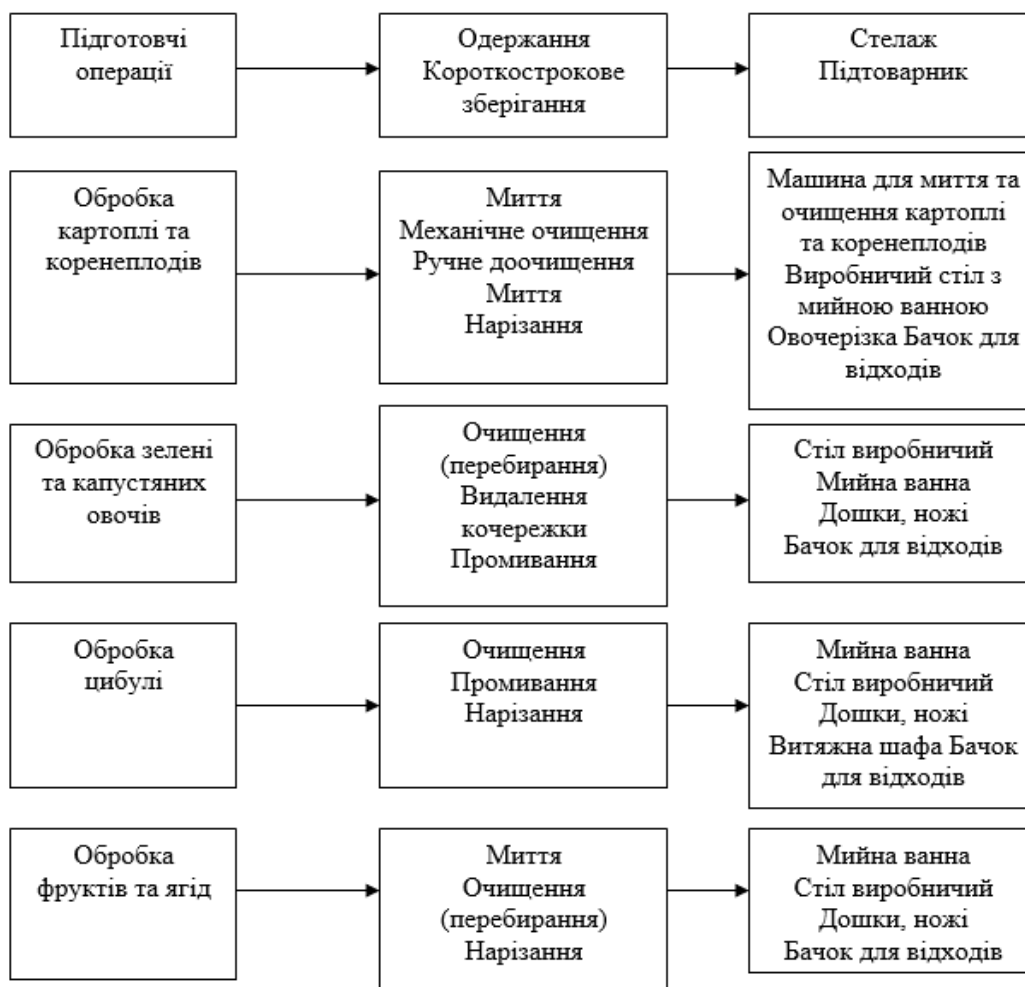 Підготовчі
операції
Одержання
Короткострокове
зберігання
Стелаж
Підтоварник
Обробка
картоплі та
коренеплодів
Миття
Механічне очищення
Ручне доочищення
Миття
Нарізання
Машина для миття та
очищення картоплі
та коренеплодів
Виробничий стіл з
мийною ванною
Овочерізка Бачок для
відходів
Обробка зелені
та капустяних
овочів
Очищення
(перебирання)
Видалення
кочережки
Промивання
Стіл виробничий
Мийна ванна
Дошки, ножі
Бачок для відходів
Обробка
цибулі
Очищення
Промивання
Нарізання
Мийна ванна
Стіл виробничий
Дошки, ножі
Витяжна шафа Бачок
для відходів
Обробка
фруктів та ягід
Миття
Очищення
(перебирання)
Нарізання
Мийна ванна
Стіл виробничий
Дошки, ножі
Бачок для відходів